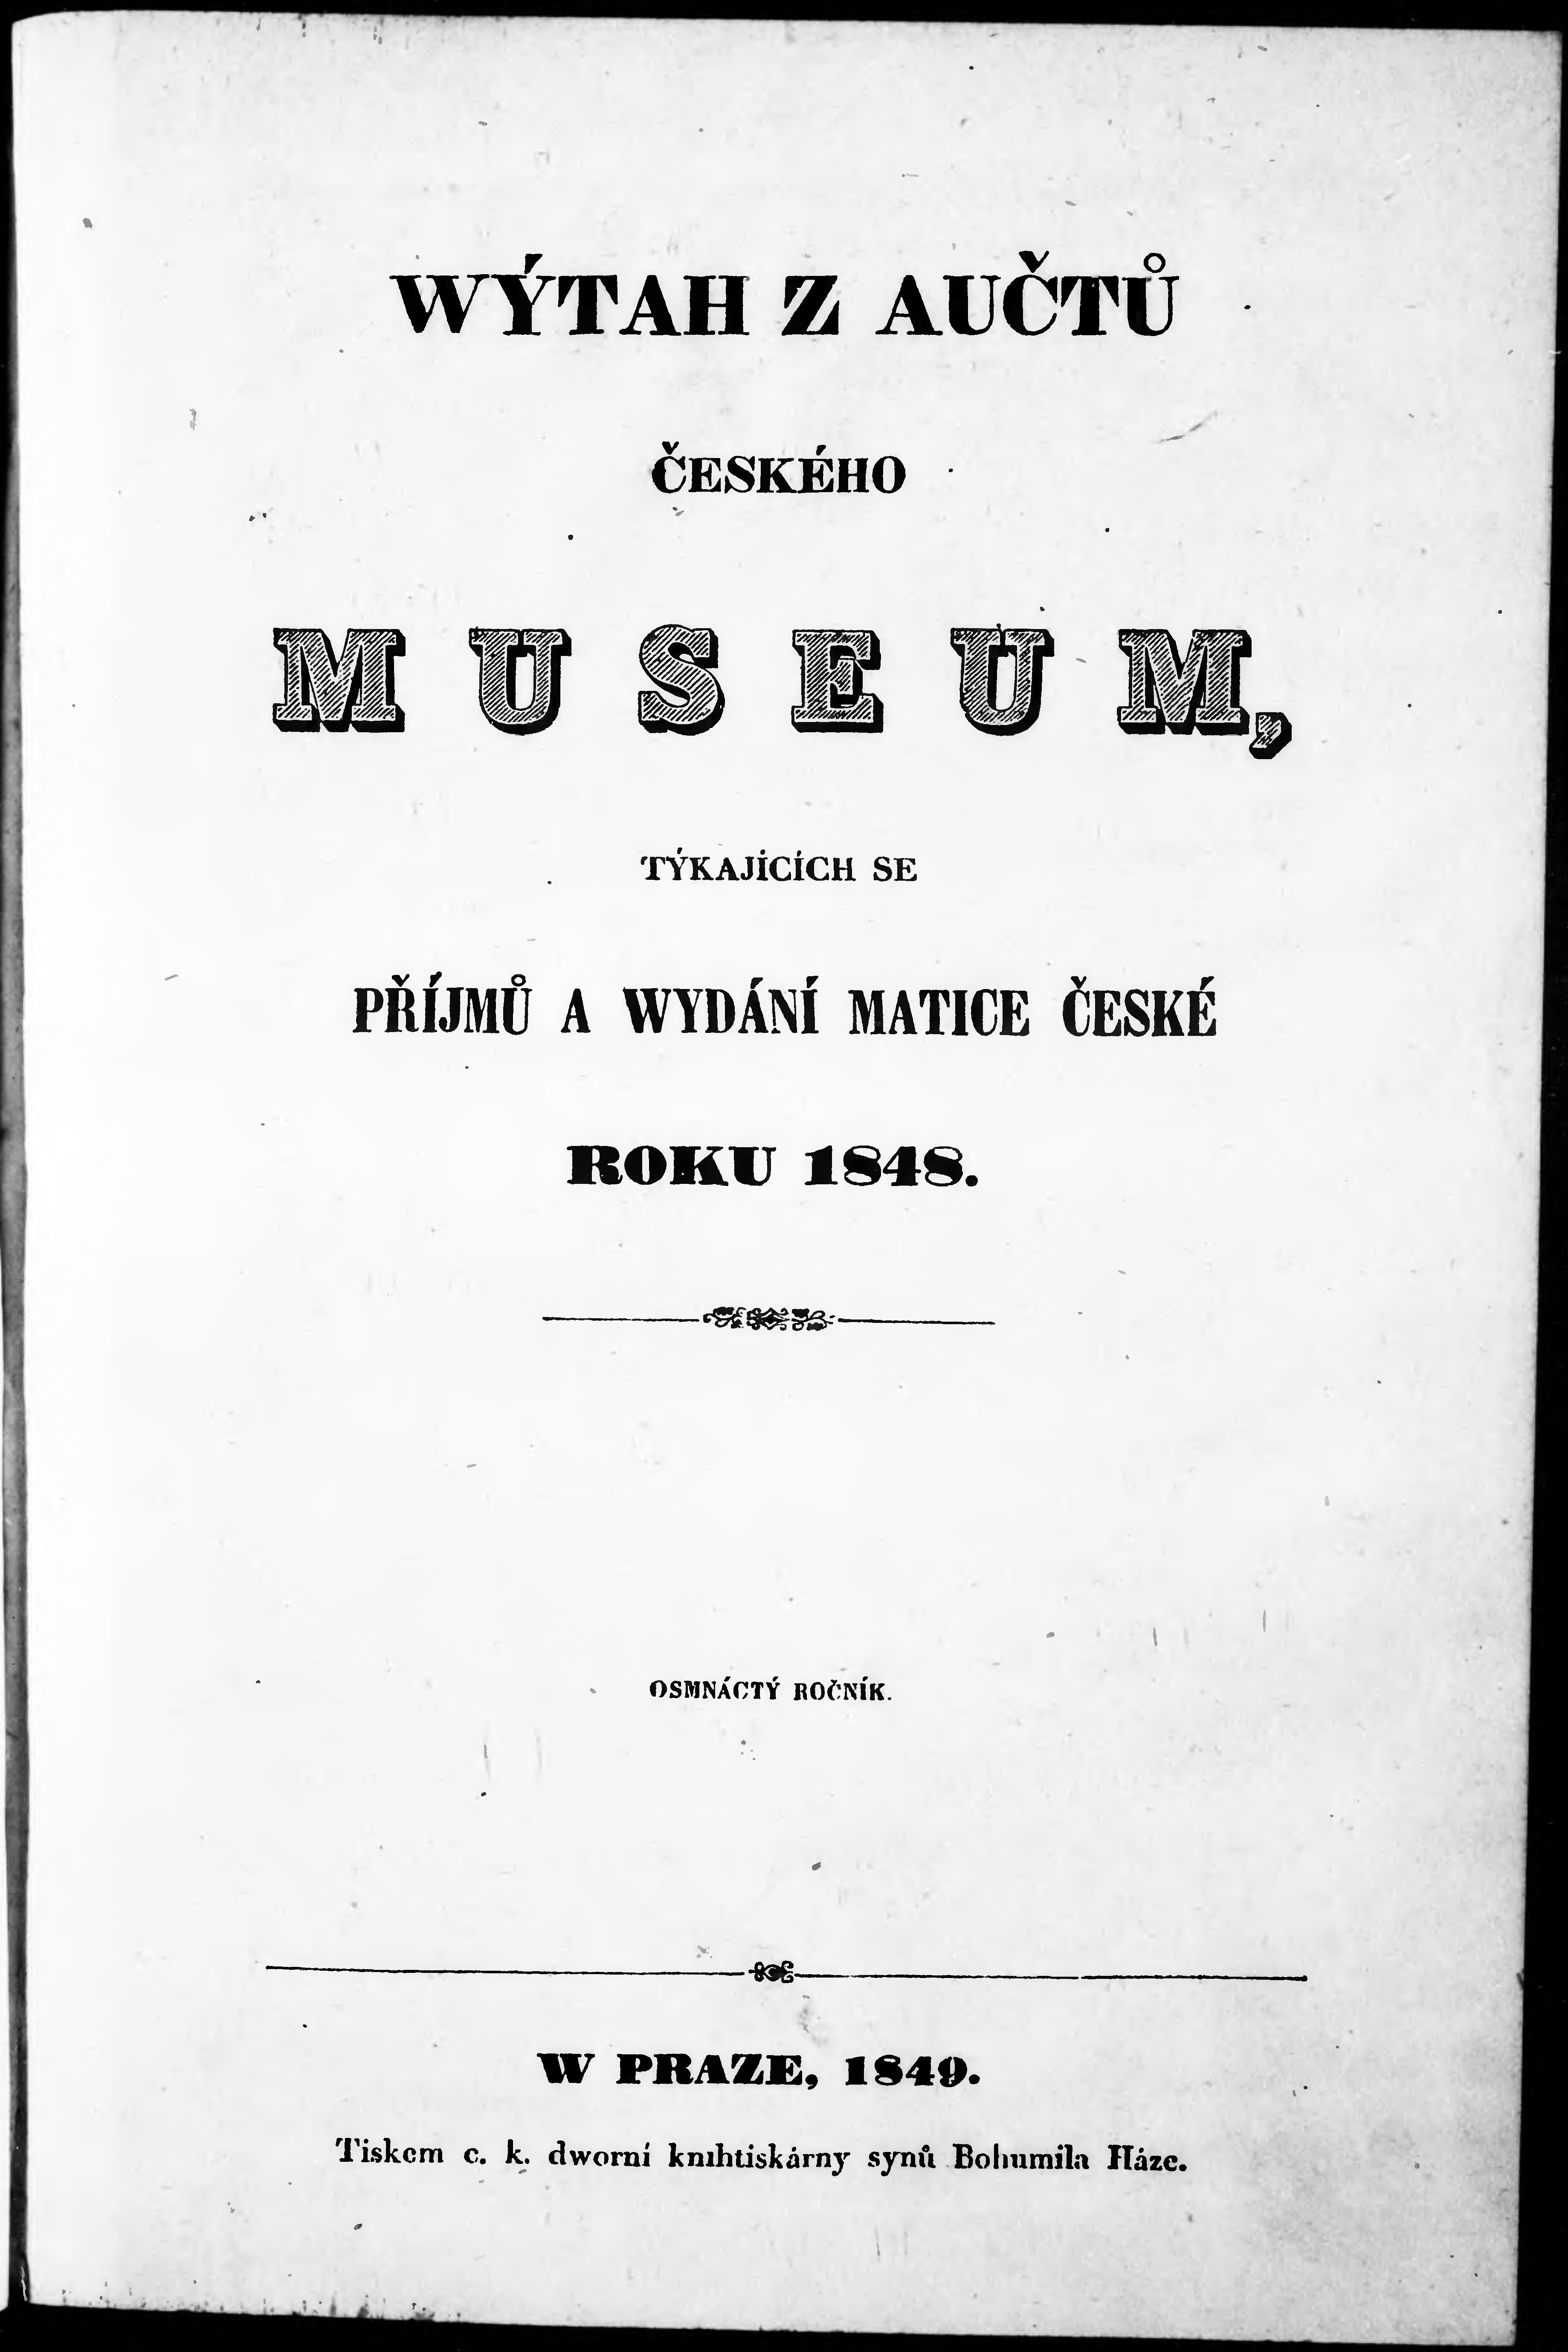 WÝTAH Z AUČTŮ
ČESKÉHO
MUSEUM,
TÝKAJÍCÍCH SE
PŘÍJMŮ A WYDÁNÍ MATICE ČESKÉ
ROKU 1848.
OSMNÁCTÝ ROČNÍK.
W PRAZE, 1849.
Tiskem c. k. dworní knihtiskárny synů Bohumila Háze.